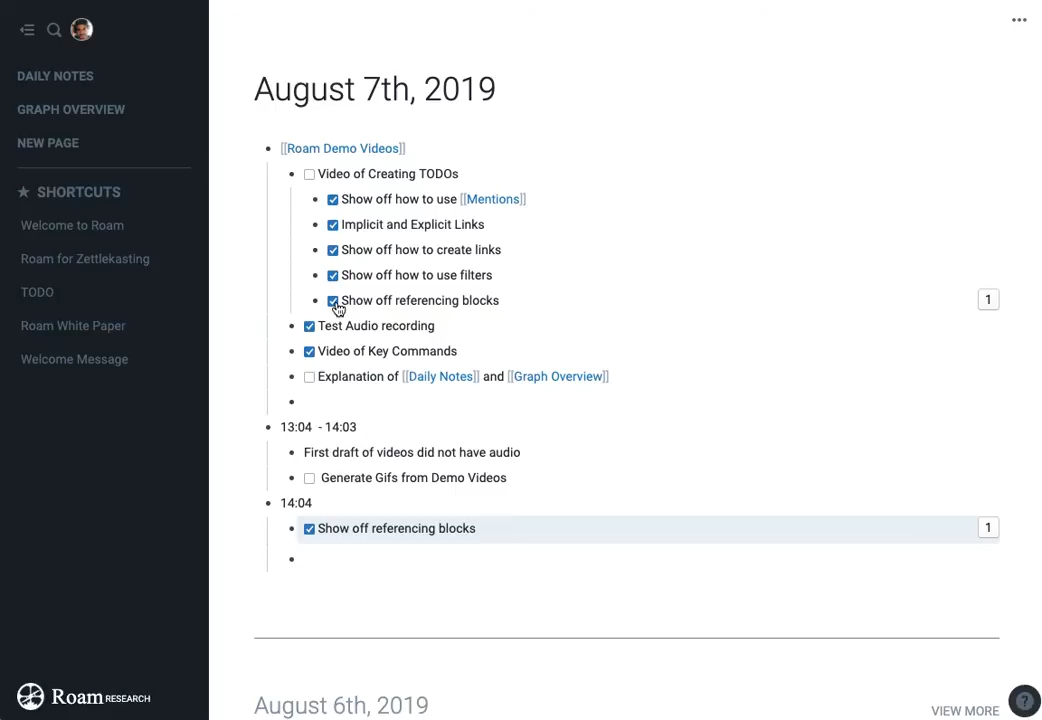 DAILY NOTES
GRAPH OVERVIEW
NEW PAGE
SHORTCUTS
Welcome to Roam
Roam for Zettlekasting
TODO
Roam White Paper
Welcome Message
Roam RESEARCH
August 7th, 2019
[[Roam Demo Videos]]
Video of Creating TODOs
Show off how to use [[Mentions]]
Implicit and Explicit Links
Show off how to create links
Show off how to use filters
Show off referencing blocks 1
Test Audio recording
Video of Key Commands
Explanation of [[Daily Notes]] and [[Graph Overview]]
13:04 - 14:03
First draft of videos did not have audio
Generate Gifs from Demo Videos
14:04
Show off referencing blocks 1
August 6th, 2019
VIEW MORE
?